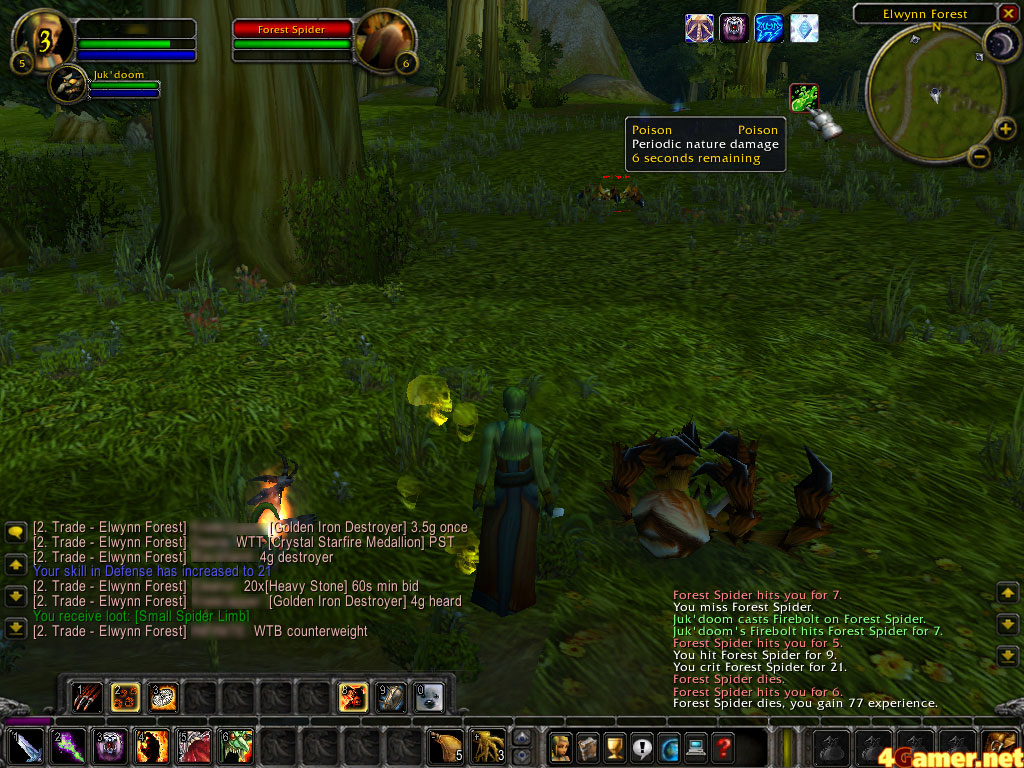 Forest Spider
Elwynn Forest
N
3
5
6
Juk'doom
Poison Poison
Periodic nature damage
6 seconds remaining
[2. Trade - Elwynn Forest] [Golden Iron Destroyer] 3.5g once
[2. Trade - Elwynn Forest] WTT [Crystal Starfire Medallion] PST
[2. Trade - Elwynn Forest] 4g destroyer
Your skill in Defense has increased to 21
[2. Trade - Elwynn Forest] 20x[Heavy Stone] 60s min bid
[2. Trade - Elwynn Forest] [Golden Iron Destroyer] 4g heard
You receive loot: [Small Spider Limb]
[2. Trade - Elwynn Forest] WTB counterweight
Forest Spider hits you for 7.
You miss Forest Spider.
Juk'doom casts Firebolt on Forest Spider.
Juk'doom's Firebolt hits Forest Spider for 7.
Forest Spider hits you for 5.
You hit Forest Spider for 9.
You crit Forest Spider for 21.
Forest Spider dies.
Forest Spider hits you for 6.
Forest Spider dies, you gain 77 experience.
1 2 3 8 9 0
2 3 5 6 5 3
4Gamer.net